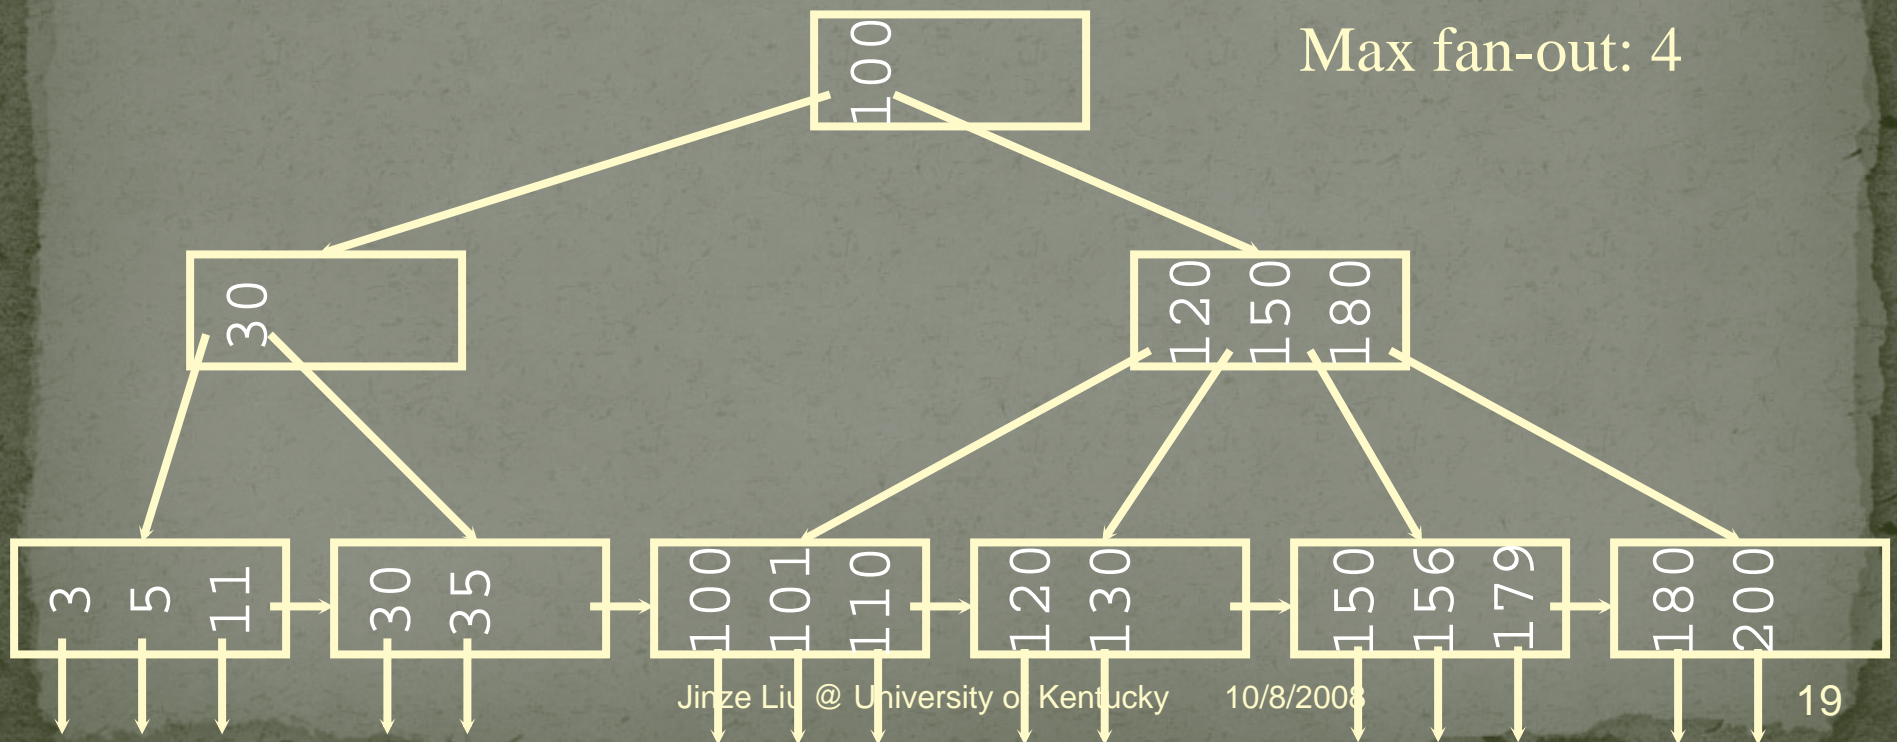 Max fan-out: 4
100
30
120 150 180
3 5 11 30 35 100 101 110 120 130 150 156 179 180 200
Jinze Liu @ University of Kentucky 10/8/2008 19